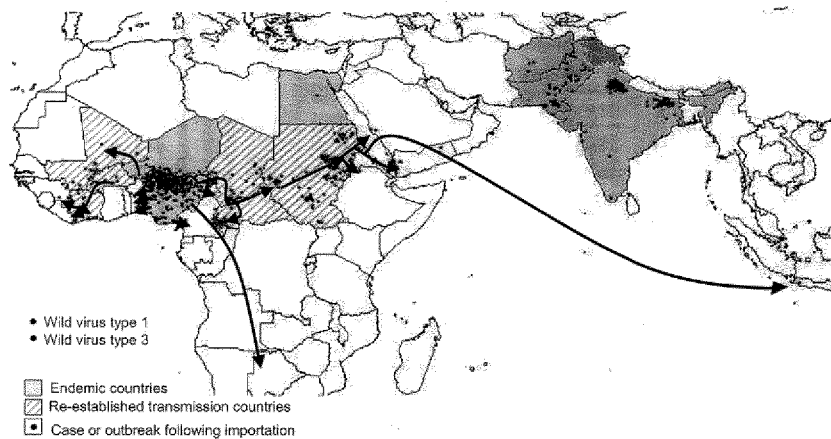 • Wild virus type 1
• Wild virus type 3
Endemic countries
Re-established transmission countries
Case or outbreak following importation